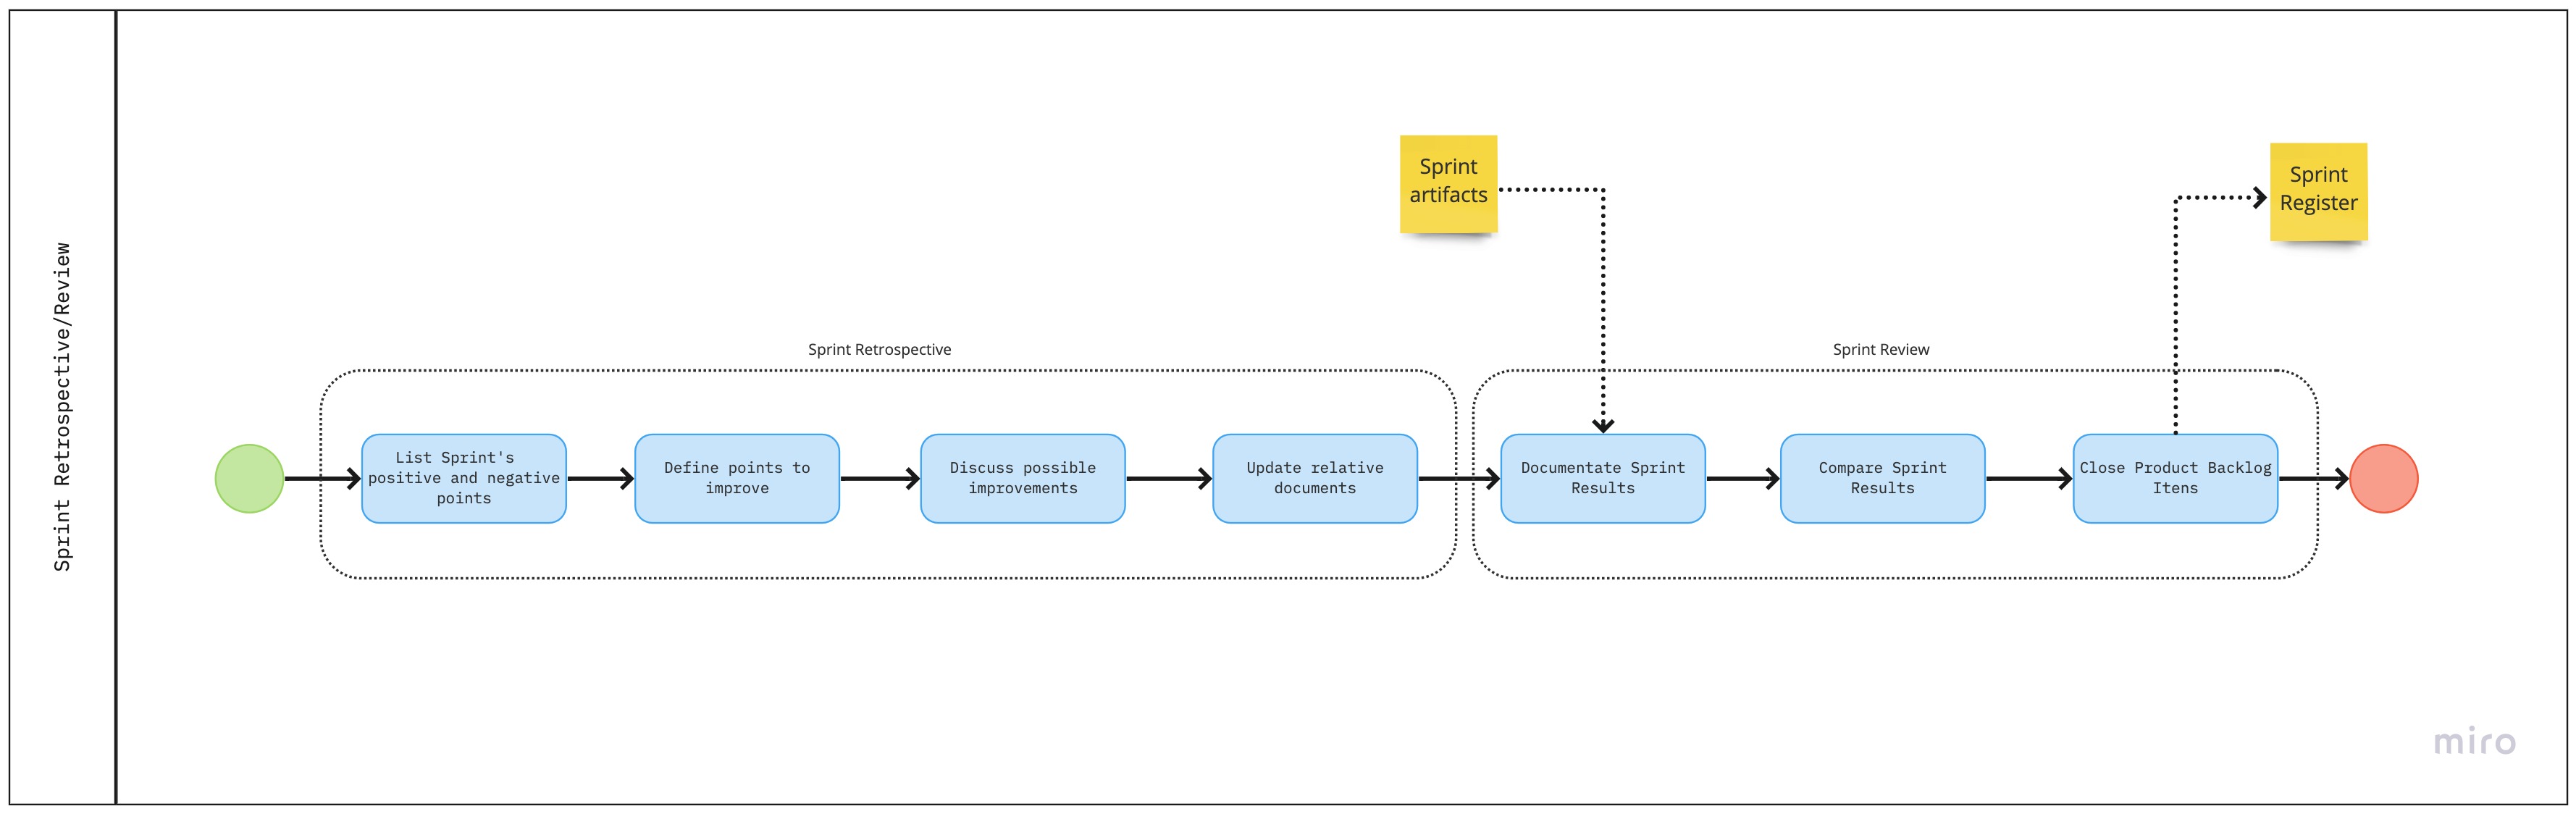 Sprint Retrospective/Review
Sprint
artifacts
Sprint
Register
Sprint Retrospective
Sprint Review
List Sprint's
positive and negative
points
Define points to
improve
Discuss possible
improvements
Update relative
documents
Documentate Sprint
Results
Compare Sprint
Results
Close Product Backlog
Itens
miro